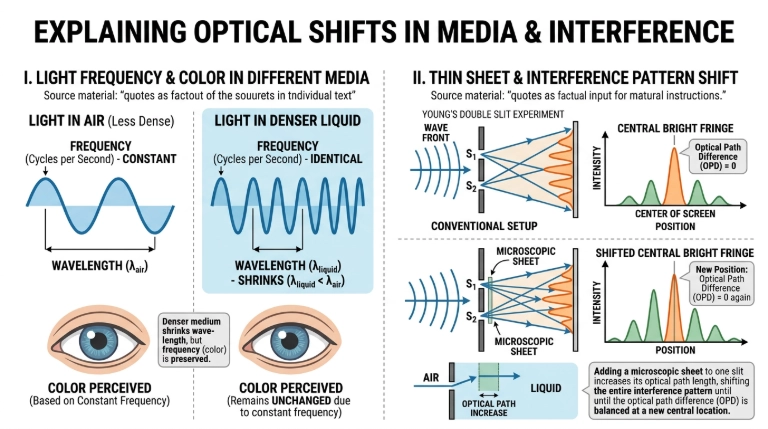 EXPLAINING OPTICAL SHIFTS IN MEDIA & INTERFERENCE
I. LIGHT FREQUENCY & COLOR IN DIFFERENT MEDIA
Source material: “quotes as factout of the souurets in tndividual text”
LIGHT IN AIR (Less Dense)
FREQUENCY
(Cycles per Second) - CONSTANT
WAVELENGTH (λair)
LIGHT IN DENSER LIQUID
FREQUENCY
(Cycles per Second) - IDENTICAL
WAVELENGTH (λliquid)
- SHRINKS (λliquid < λair)
Denser medium
shrinks wave-
length, but
frequency (color)
is preserved.
COLOR PERCEIVED
(Based on Constant Frequency)
COLOR PERCEIVED
(Remains UNCHANGED due
to constant frequency)
II. THIN SHEET & INTERFERENCE PATTERN SHIFT
Source material: “quotes as factual input for matural instructions.”
YOUNG'S DOUBLE SLIT EXPERIMENT
WAVE
FRONT
S1
S2
CONVENTIONAL SETUP
CENTRAL BRIGHT FRINGE
Optical Path
Difference
(OPD) = 0
INTENSITY
CENTER OF SCREEN
POSITION
MICROSCOPIC
SHEET
S1
S2
MICROSCOPIC
SHEET
SHIFTED CENTRAL BRIGHT FRINGE
New Position:
Optical Path
Difference
(OPD) = 0 again
INTENSITY
POSITION
AIR
LIQUID
OPTICAL PATH
INCREASE
Adding a microscopic sheet to one slit
increases its optical path length, shifting
the entire interference pattern until
until the optical path difference (OPD) is
balanced at a new central location.